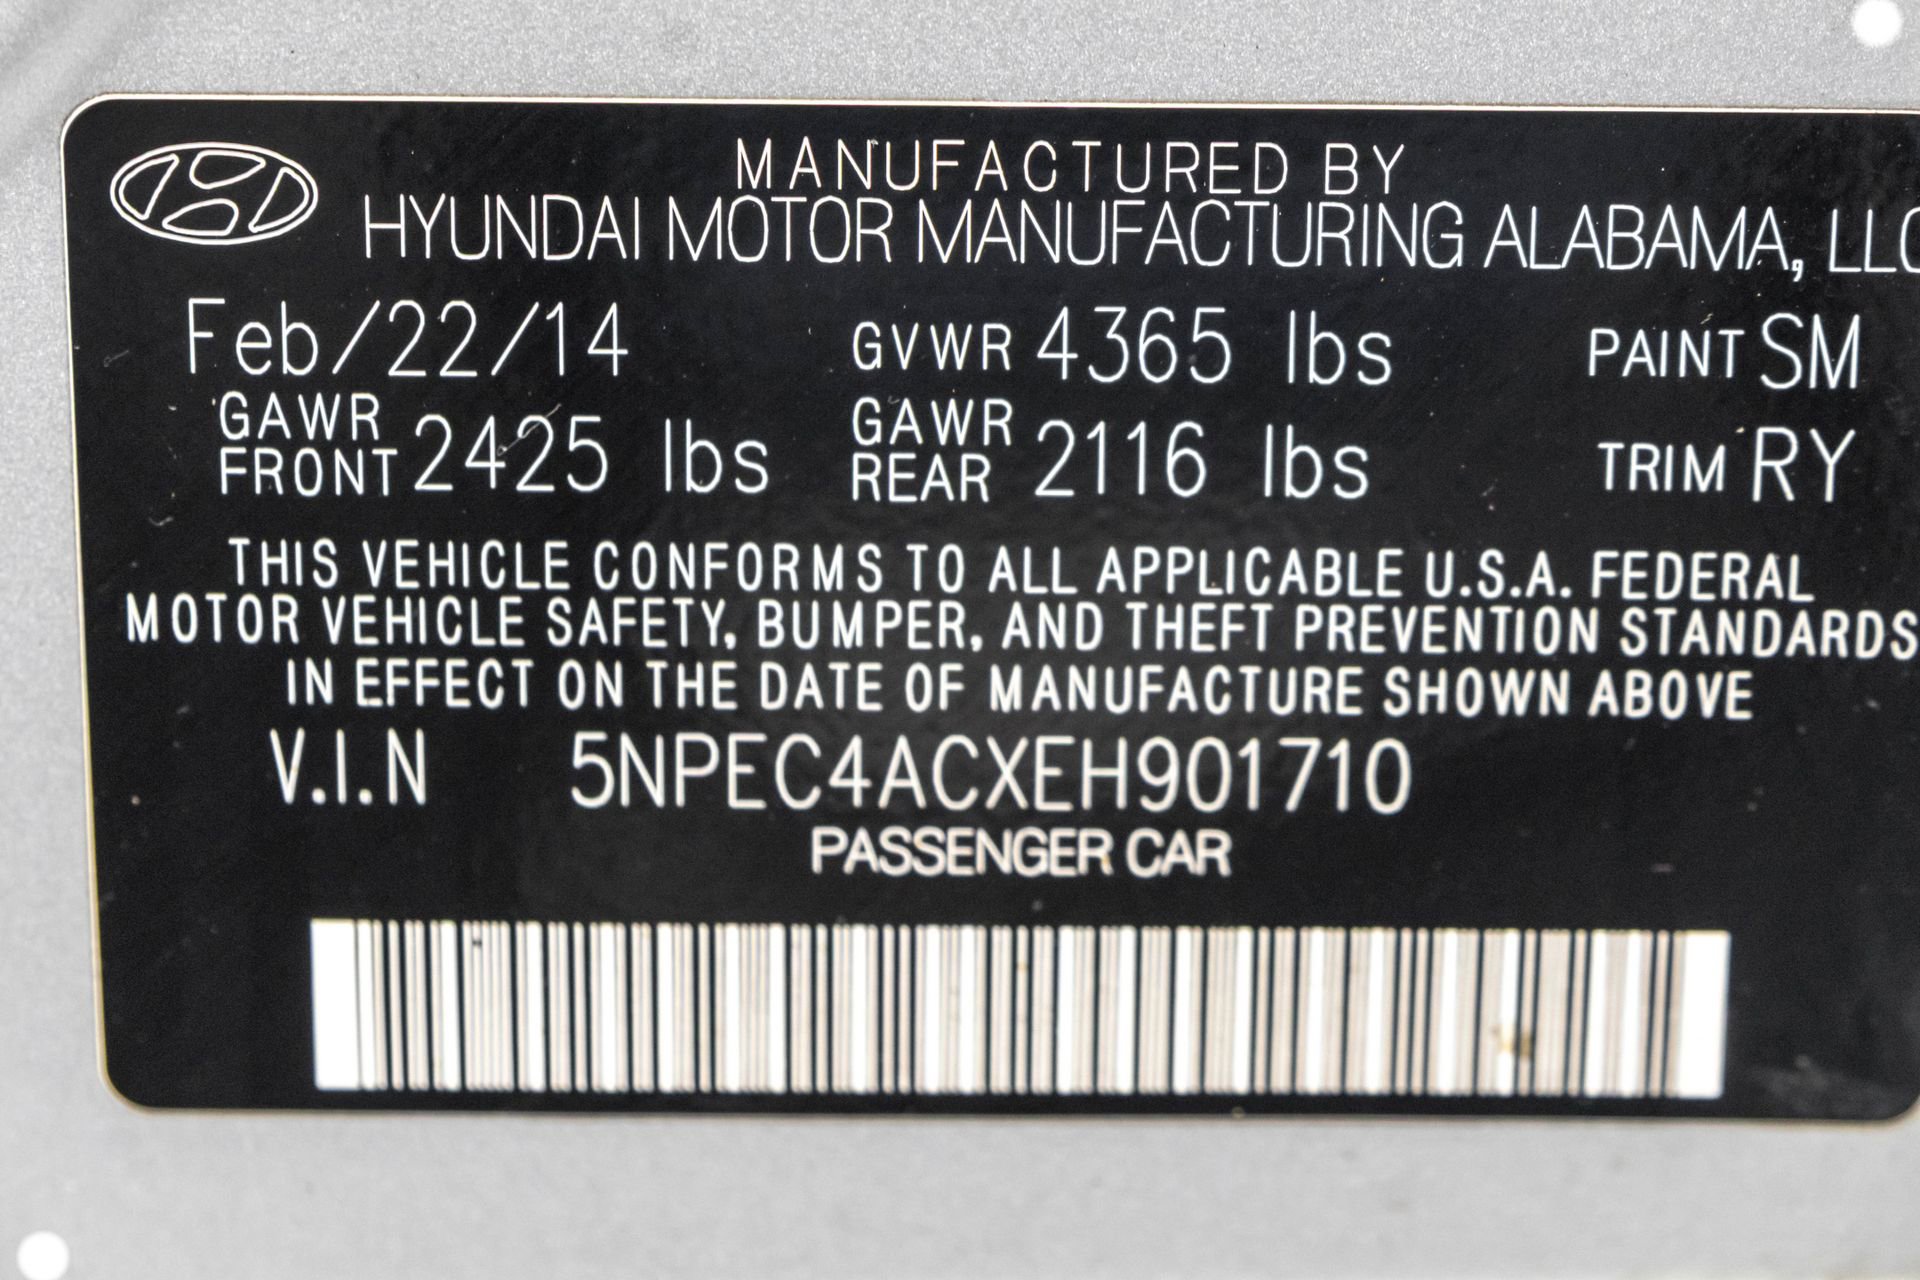 MANUFACTURED BY
HYUNDAI MOTOR MANUFACTURING ALABAMA, LLC
Feb/22/14 GVWR 4365 lbs PAINT SM
GAWR FRONT 2425 lbs GAWR REAR 2116 lbs TRIM RY
THIS VEHICLE CONFORMS TO ALL APPLICABLE U.S.A. FEDERAL
MOTOR VEHICLE SAFETY, BUMPER, AND THEFT PREVENTION STANDARDS
IN EFFECT ON THE DATE OF MANUFACTURE SHOWN ABOVE
V.I.N 5NPEC4ACXEH901710
PASSENGER CAR